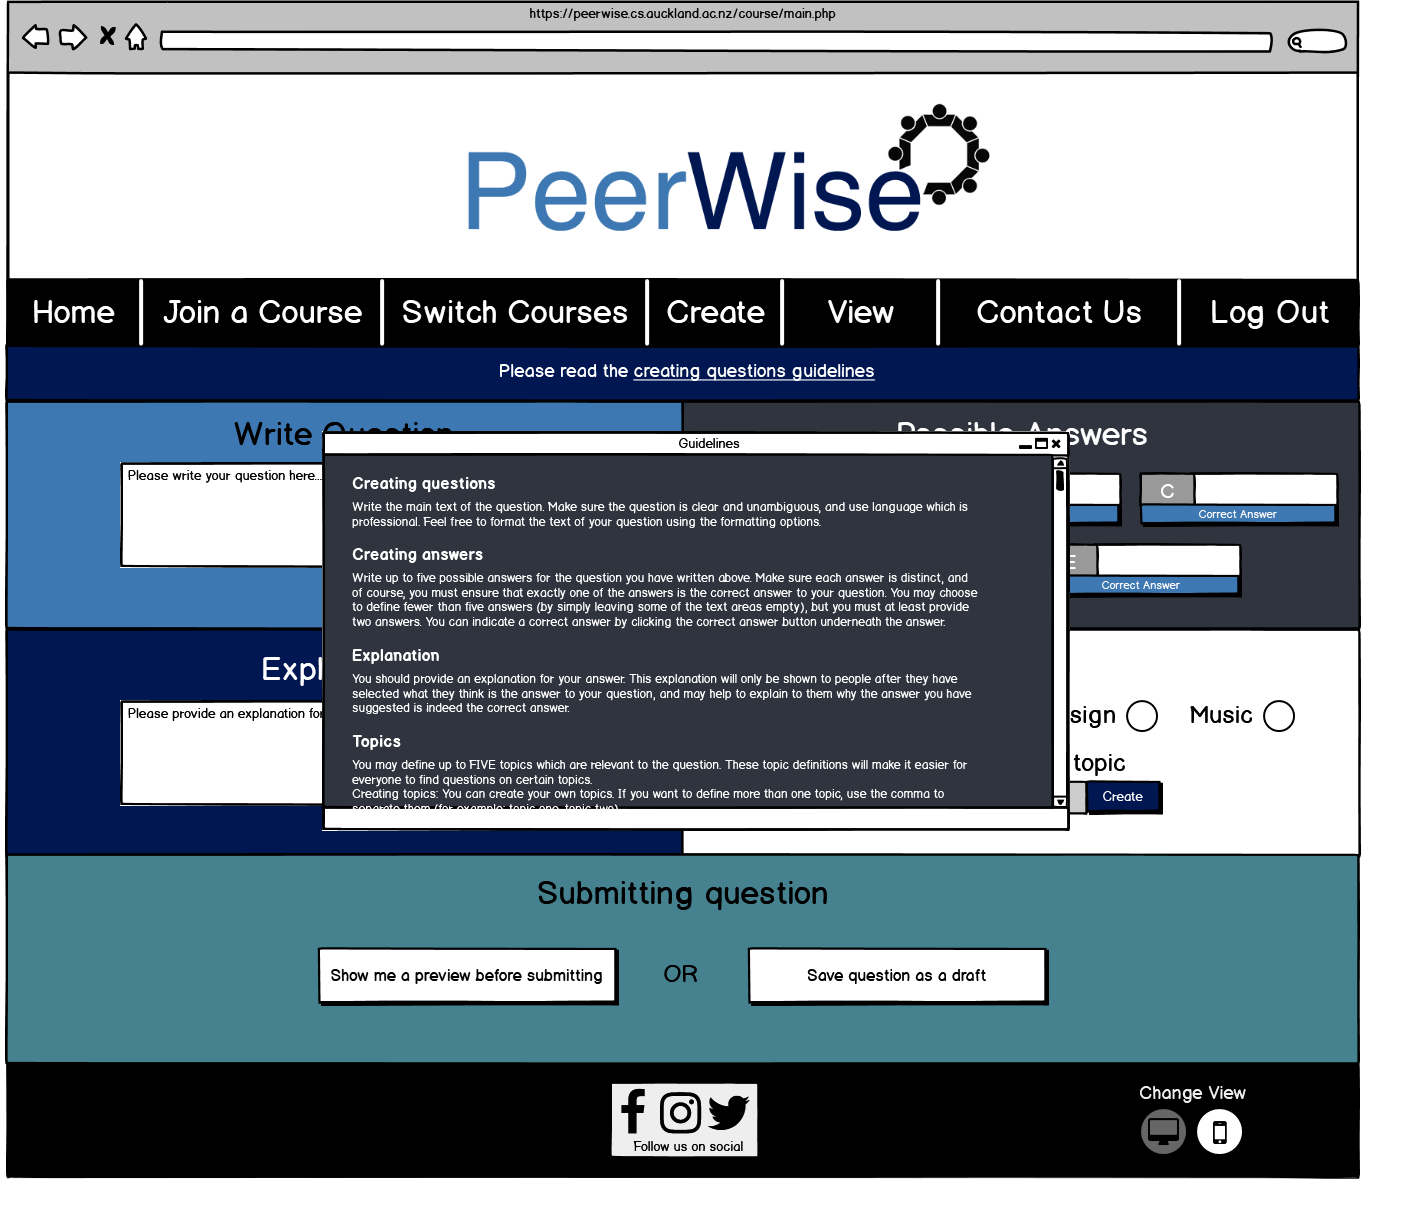 https://peerwise.cs.auckland.ac.nz/course/main.php
PeerWise
Home
Join a Course
Switch Courses
Create
View
Contact Us
Log Out
Please read the creating questions guidelines
Write Question
Possible Answers
Please write your question here...
C
Correct Answer
E
Correct Answer
Guidelines
Creating questions
Write the main text of the question. Make sure the question is clear and unambiguous, and use language which is
professional. Feel free to format the text of your question using the formatting options.
Creating answers
Write up to five possible answers for the question you have written above. Make sure each answer is distinct, and
of course, you must ensure that exactly one of the answers is the correct answer to your question. You may choose
to define fewer than five answers (by simply leaving some of the text areas empty), but you must at least provide
two answers. You can indicate a correct answer by clicking the correct answer button underneath the answer.
Explanation
You should provide an explanation for your answer. This explanation will only be shown to people after they have
selected what they think is the answer to your question, and may help to explain to them why the answer you have
suggested is indeed the correct answer.
Topics
You may define up to FIVE topics which are relevant to the question. These topic definitions will make it easier for
everyone to find questions on certain topics.
Creating topics: You can create your own topics. If you want to define more than one topic, use the comma to
separate them (for example: topic one, topic two)
Expl
Please provide an explanation for
sign
Music
topic
Create
Submitting question
Show me a preview before submitting
OR
Save question as a draft
Follow us on social
Change View